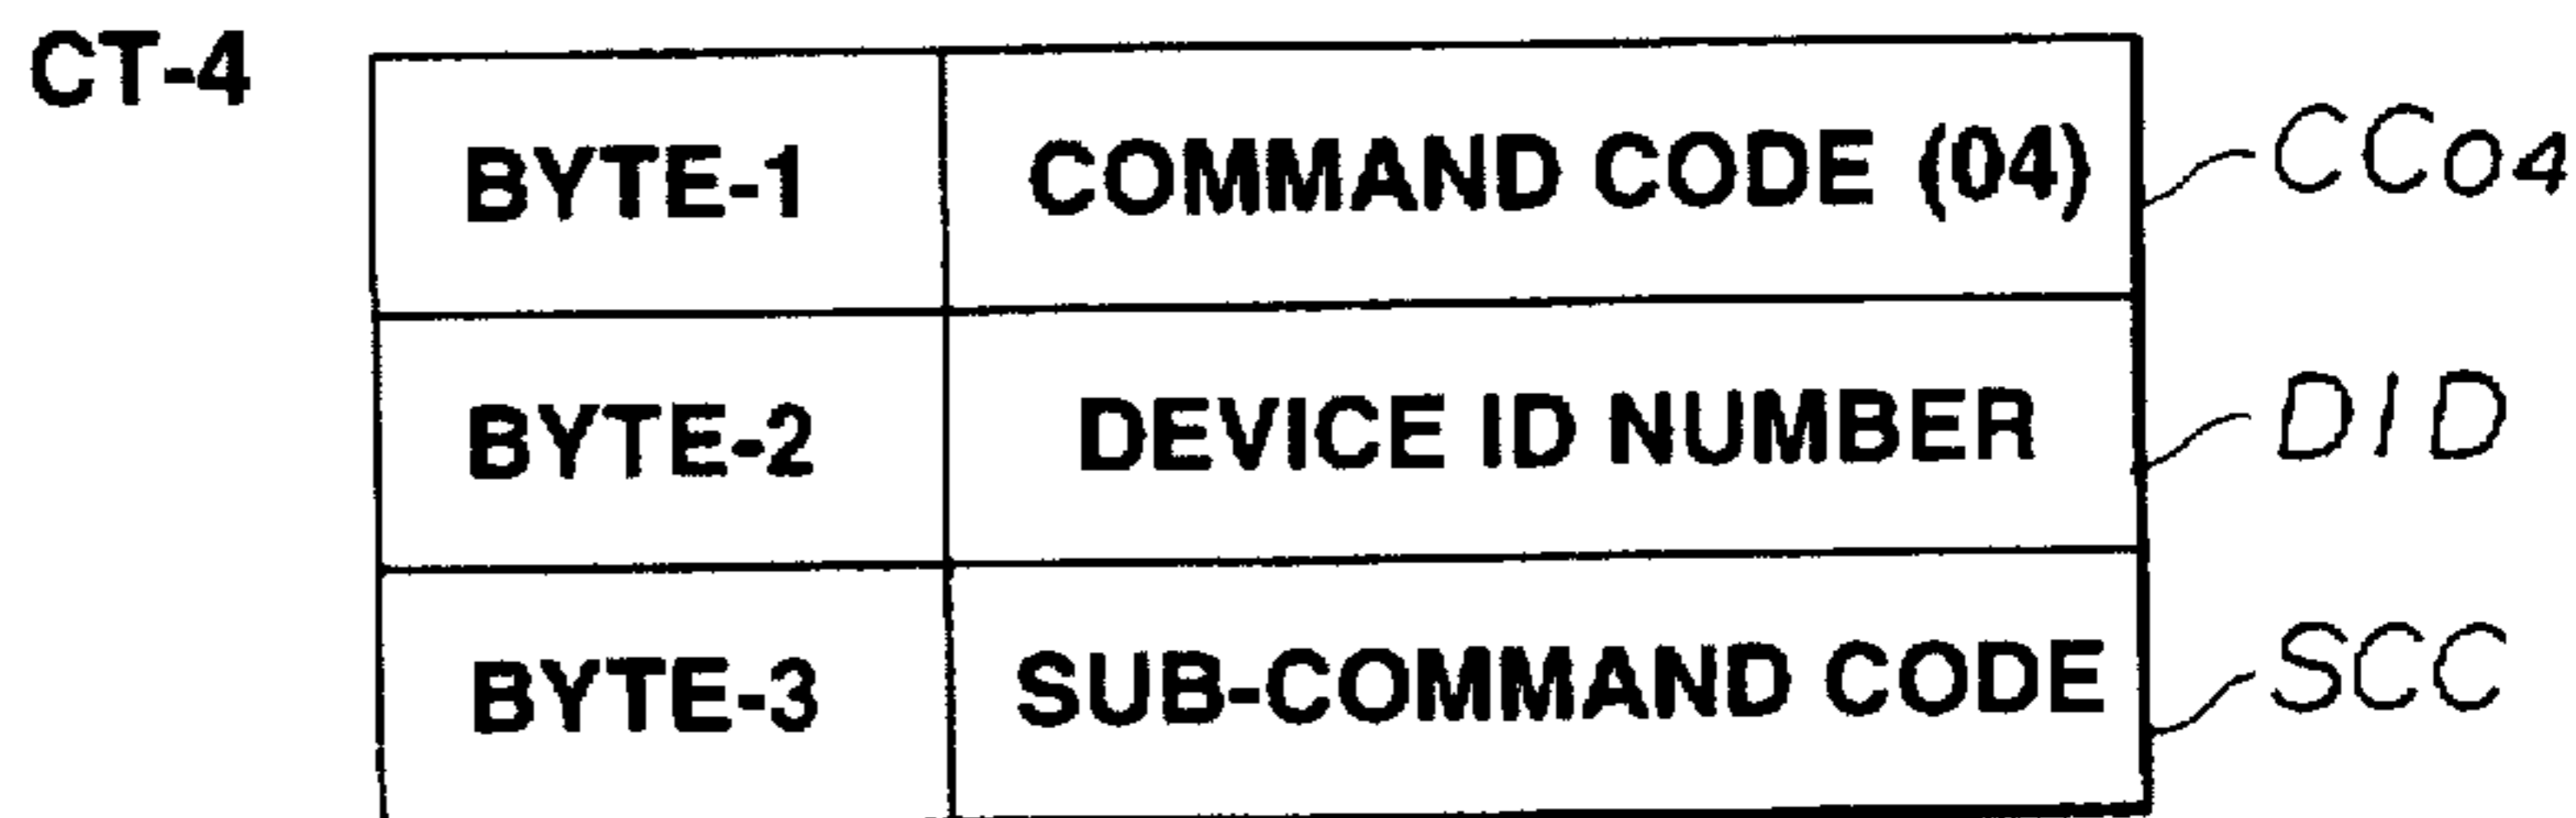 CT-4
BYTE-1 COMMAND CODE (04) CC04
BYTE-2 DEVICE ID NUMBER DID
BYTE-3 SUB-COMMAND CODE SCC